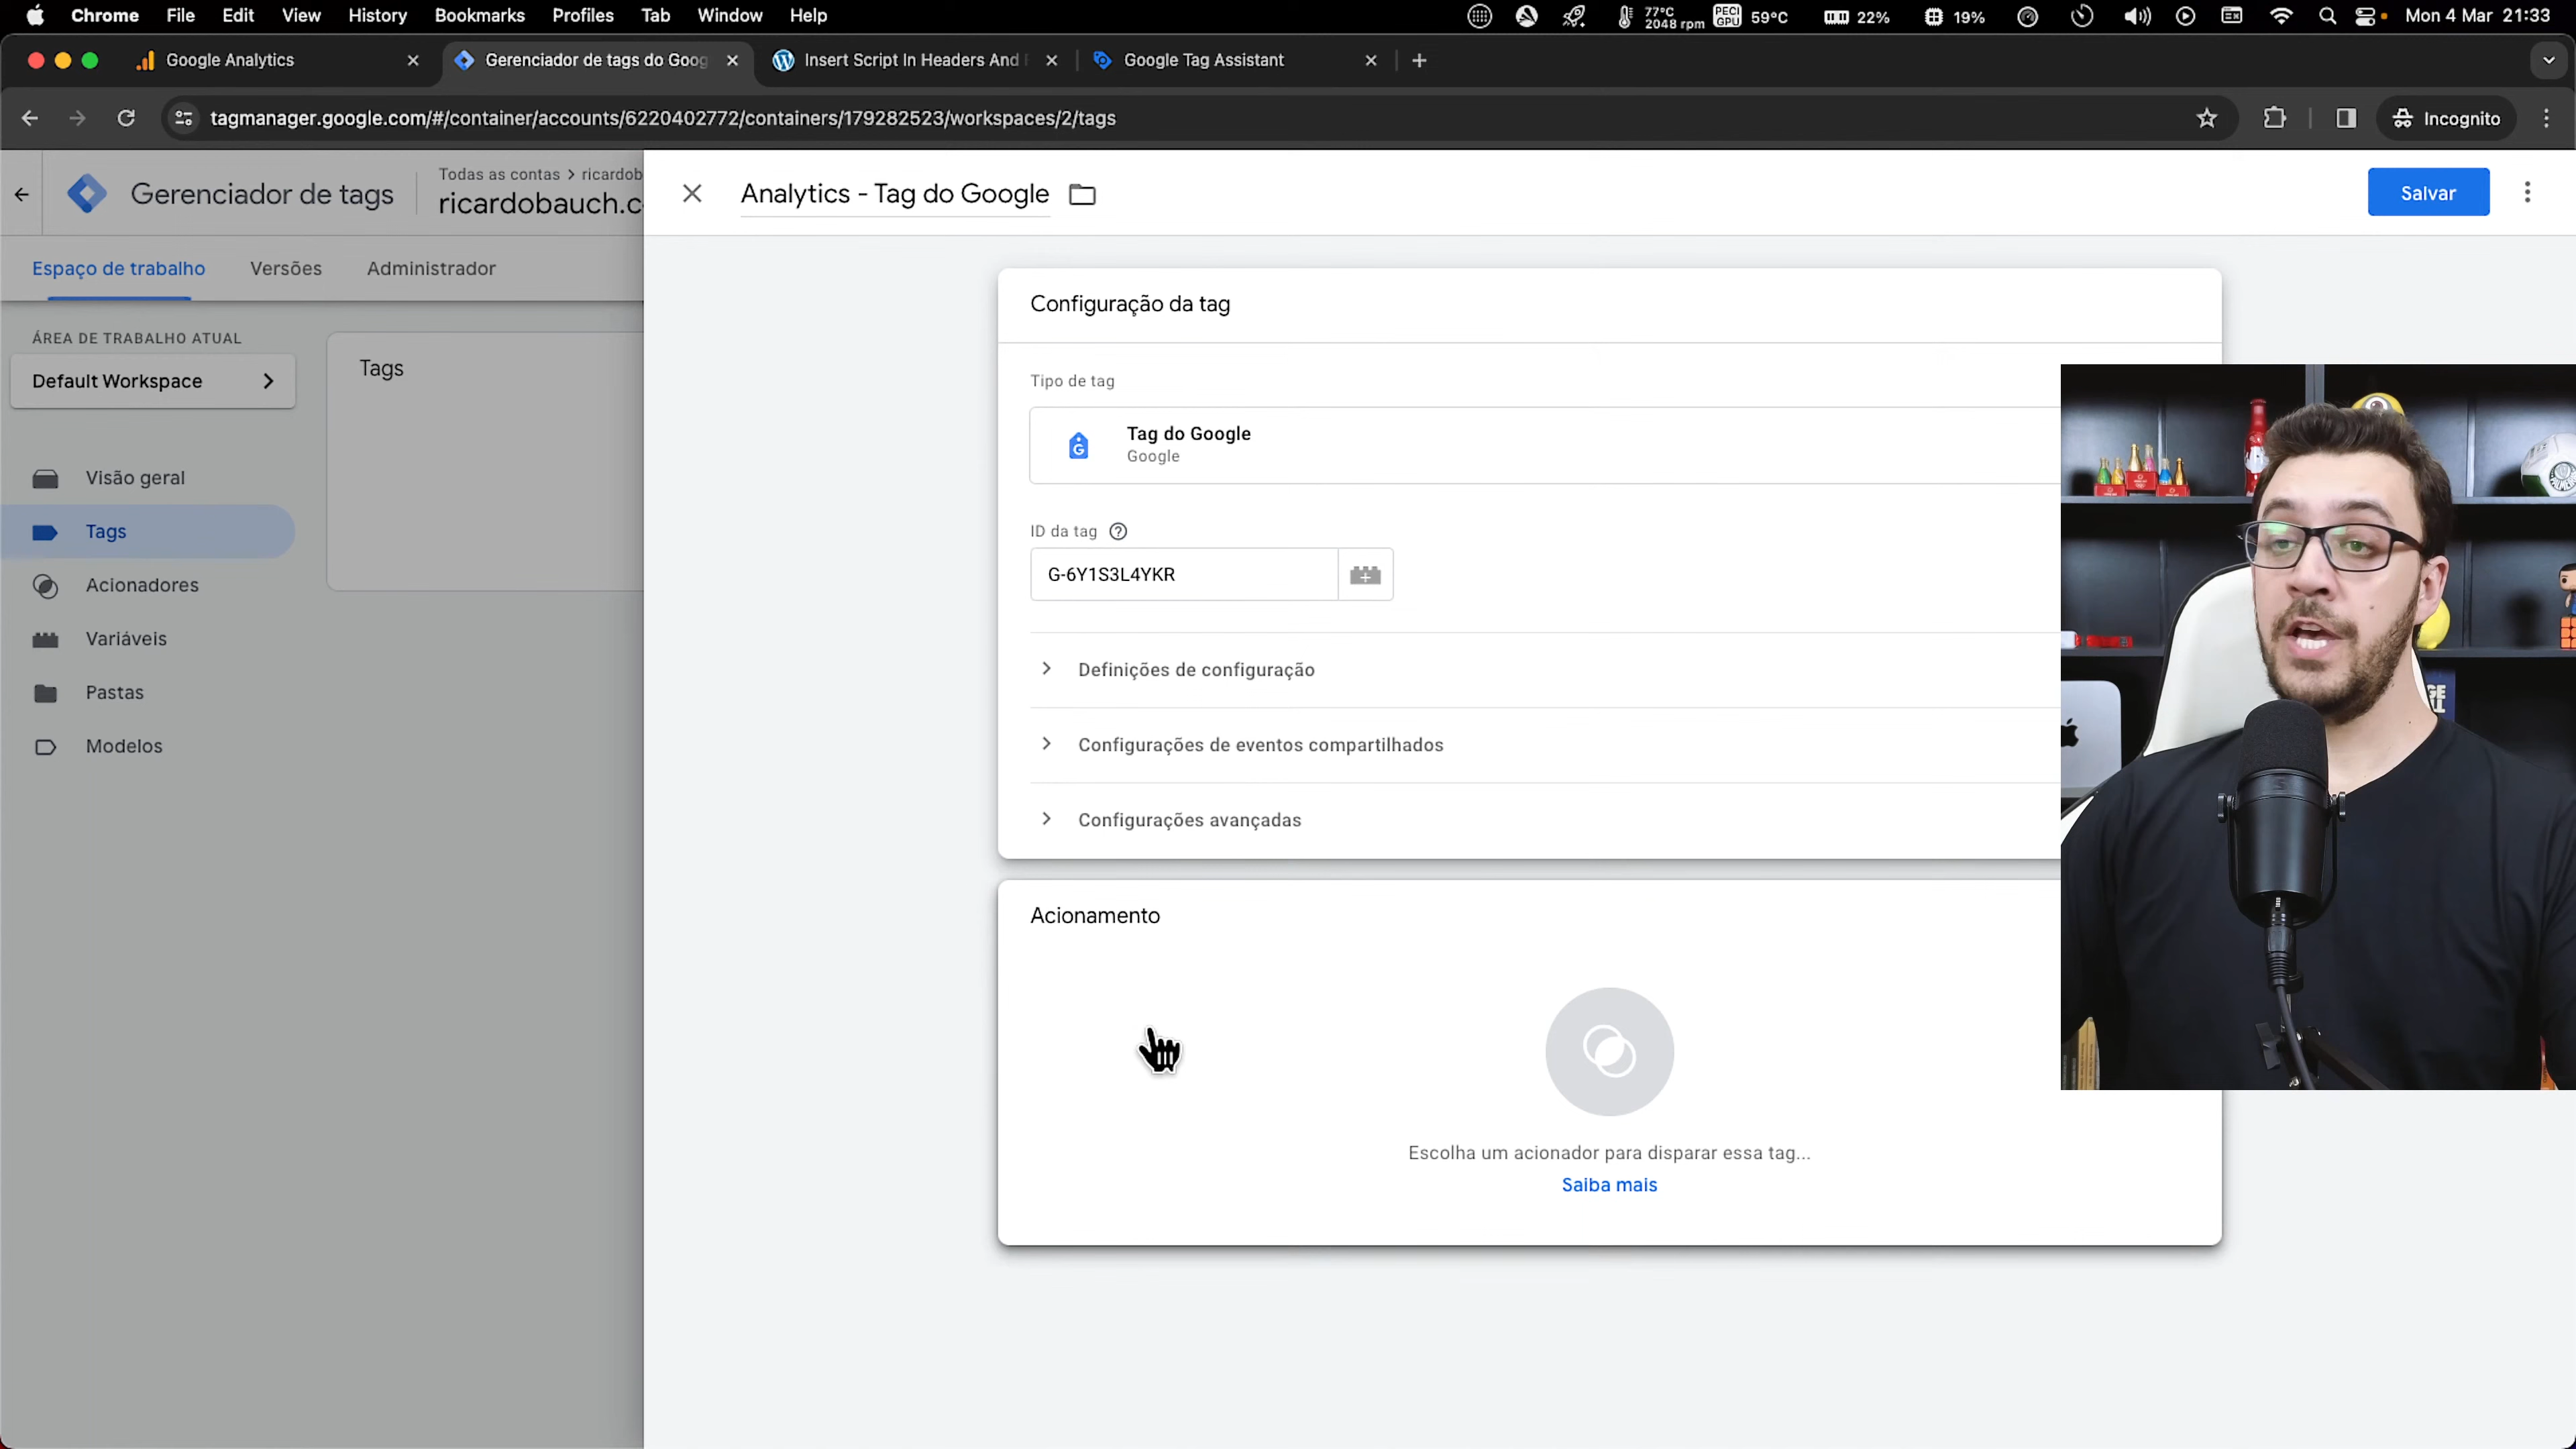 Chrome File Edit View History Bookmarks Profiles Tab Window Help
77°C
2048 rpm
PECI
GPU
59°C 22% 19% Mon 4 Mar 21:33
Google Analytics
Gerenciador de tags do Goog
Insert Script In Headers And
Google Tag Assistant
tagmanager.google.com/#/container/accounts/6220402772/containers/179282523/workspaces/2/tags
Incognito
Gerenciador de tags
Todas as contas > ricardob
ricardobauch.c
Analytics - Tag do Google
Salvar
Espaço de trabalho Versões Administrador
ÁREA DE TRABALHO ATUAL
Default Workspace
Visão geral
Tags
Acionadores
Variáveis
Pastas
Modelos
Tags
Configuração da tag
Tipo de tag
Tag do Google
Google
ID da tag
G-6Y1S3L4YKR
Definições de configuração
Configurações de eventos compartilhados
Configurações avançadas
Acionamento
Escolha um acionador para disparar essa tag...
Saiba mais